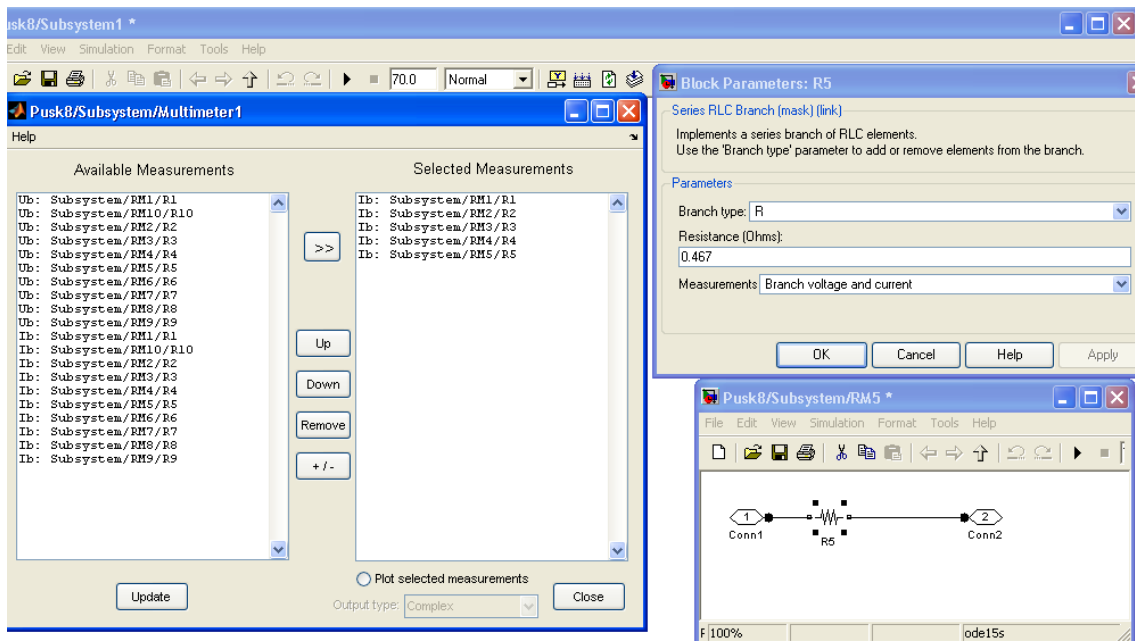 usk8/Subsystem1 *
Edit View Simulation Format Tools Help
70.0 Normal
Pusk8/Subsystem/Multimeter1
Help
Available Measurements
Ub: Subsystem/RM1/R1
Ub: Subsystem/RM10/R10
Ub: Subsystem/RM2/R2
Ub: Subsystem/RM3/R3
Ub: Subsystem/RM4/R4
Ub: Subsystem/RM5/R5
Ub: Subsystem/RM6/R6
Ub: Subsystem/RM7/R7
Ub: Subsystem/RM8/R8
Ub: Subsystem/RM9/R9
Ib: Subsystem/RM1/R1
Ib: Subsystem/RM10/R10
Ib: Subsystem/RM2/R2
Ib: Subsystem/RM3/R3
Ib: Subsystem/RM4/R4
Ib: Subsystem/RM5/R5
Ib: Subsystem/RM6/R6
Ib: Subsystem/RM7/R7
Ib: Subsystem/RM8/R8
Ib: Subsystem/RM9/R9
Update
>>
Up
Down
Remove
+ / -
Selected Measurements
Ib: Subsystem/RM1/R1
Ib: Subsystem/RM2/R2
Ib: Subsystem/RM3/R3
Ib: Subsystem/RM4/R4
Ib: Subsystem/RM5/R5
Plot selected measurements
Output type: Complex
Close
Block Parameters: R5
Series RLC Branch (mask) (link)
Implements a series branch of RLC elements.
Use the 'Branch type' parameter to add or remove elements from the branch.
Parameters
Branch type: R
Resistance (Ohms):
0.467
Measurements Branch voltage and current
OK Cancel Help Apply
Pusk8/Subsystem/RM5 *
File Edit View Simulation Format Tools Help
1 2
Conn1 R5 Conn2
F 100% ode15s